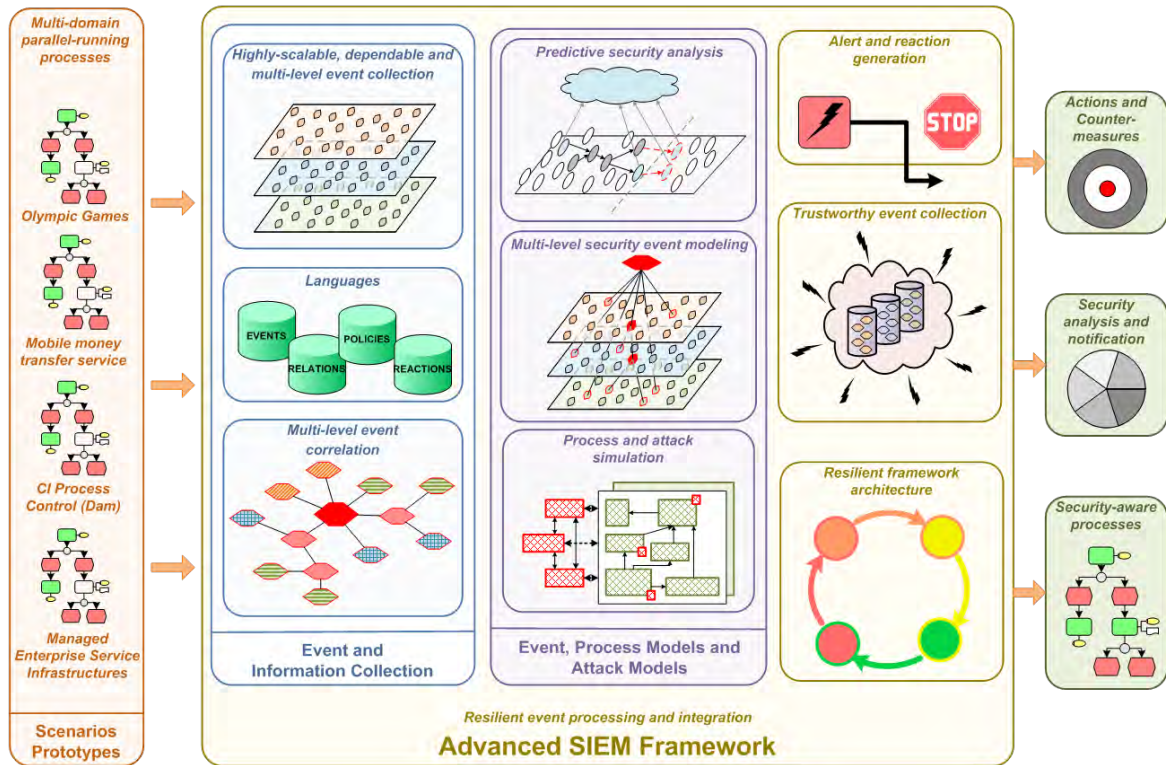 Multi-domain
parallel-running
processes
Olympic Games
Mobile money
transfer service
CI Process
Control (Dam)
Managed
Enterprise Service
Infrastructures
Scenarios
Prototypes
Highly-scalable, dependable and
multi-level event collection
Languages
EVENTS
RELATIONS
POLICIES
REACTIONS
Multi-level event
correlation
Event and
Information Collection
Predictive security analysis
Multi-level security event modeling
Process and attack
simulation
Event, Process Models and
Attack Models
Alert and reaction
generation
STOP
Trustworthy event collection
Resilient framework
architecture
Resilient event processing and integration
Advanced SIEM Framework
Actions and
Counter-
measures
Security
analysis and
notification
Security-aware
processes